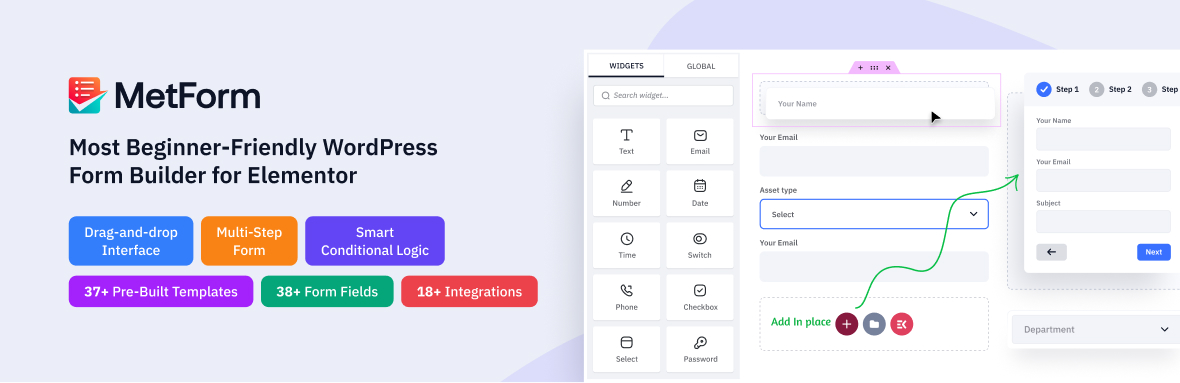 MetForm
Most Beginner-Friendly WordPress
Form Builder for Elementor
Drag-and-drop
Interface
Multi-Step
Form
Smart
Conditional Logic
37+ Pre-Built Templates
38+ Form Fields
18+ Integrations
WIDGETS
GLOBAL
Search widget...
Text
Email
Number
Date
Time
Switch
Phone
Checkbox
Select
Password
Your Name
Your Email
Asset type
Select
Your Email
Add In place
Step 1
2
Step 2
3
Step
Your Name
Your Email
Subject
Next
Department